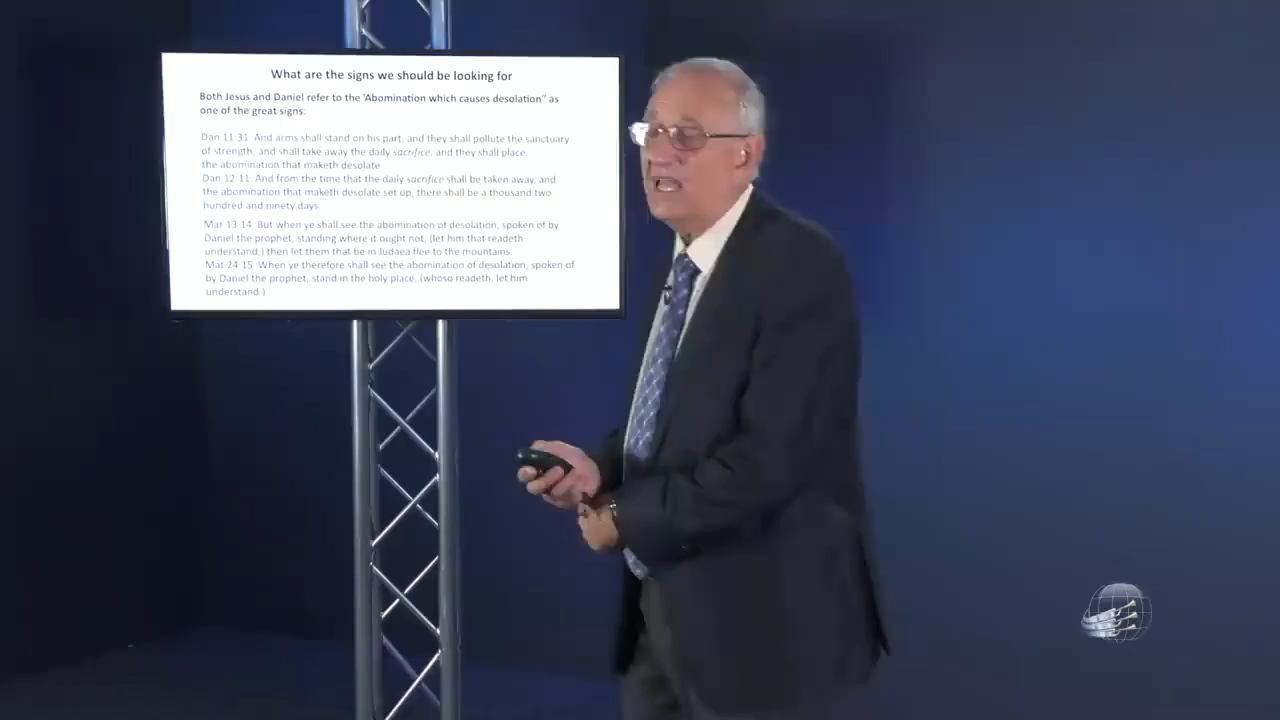 What are the signs we should be looking for
Both Jesus and Daniel refer to the 'Abomination which causes desolation" as
one of the great signs:
Dan 11:31 And arms shall stand on his part, and they shall pollute the sanctuary
of strength, and shall take away the daily sacrifice, and they shall place
the abomination that maketh desolate
Dan 12:11 And from the time that the daily sacrifice shall be taken away, and
the abomination that maketh desolate set up, there shall be a thousand two
hundred and ninety days.
Mar 13:14 But when ye shall see the abomination of desolation, spoken of by
Daniel the prophet, standing where it ought not, (let him that readeth
understand,) then let them that be in Judaea flee to the mountains:
Mat 24:15 When ye therefore shall see the abomination of desolation, spoken of
by Daniel the prophet, stand in the holy place, (whoso readeth, let him
understand:)